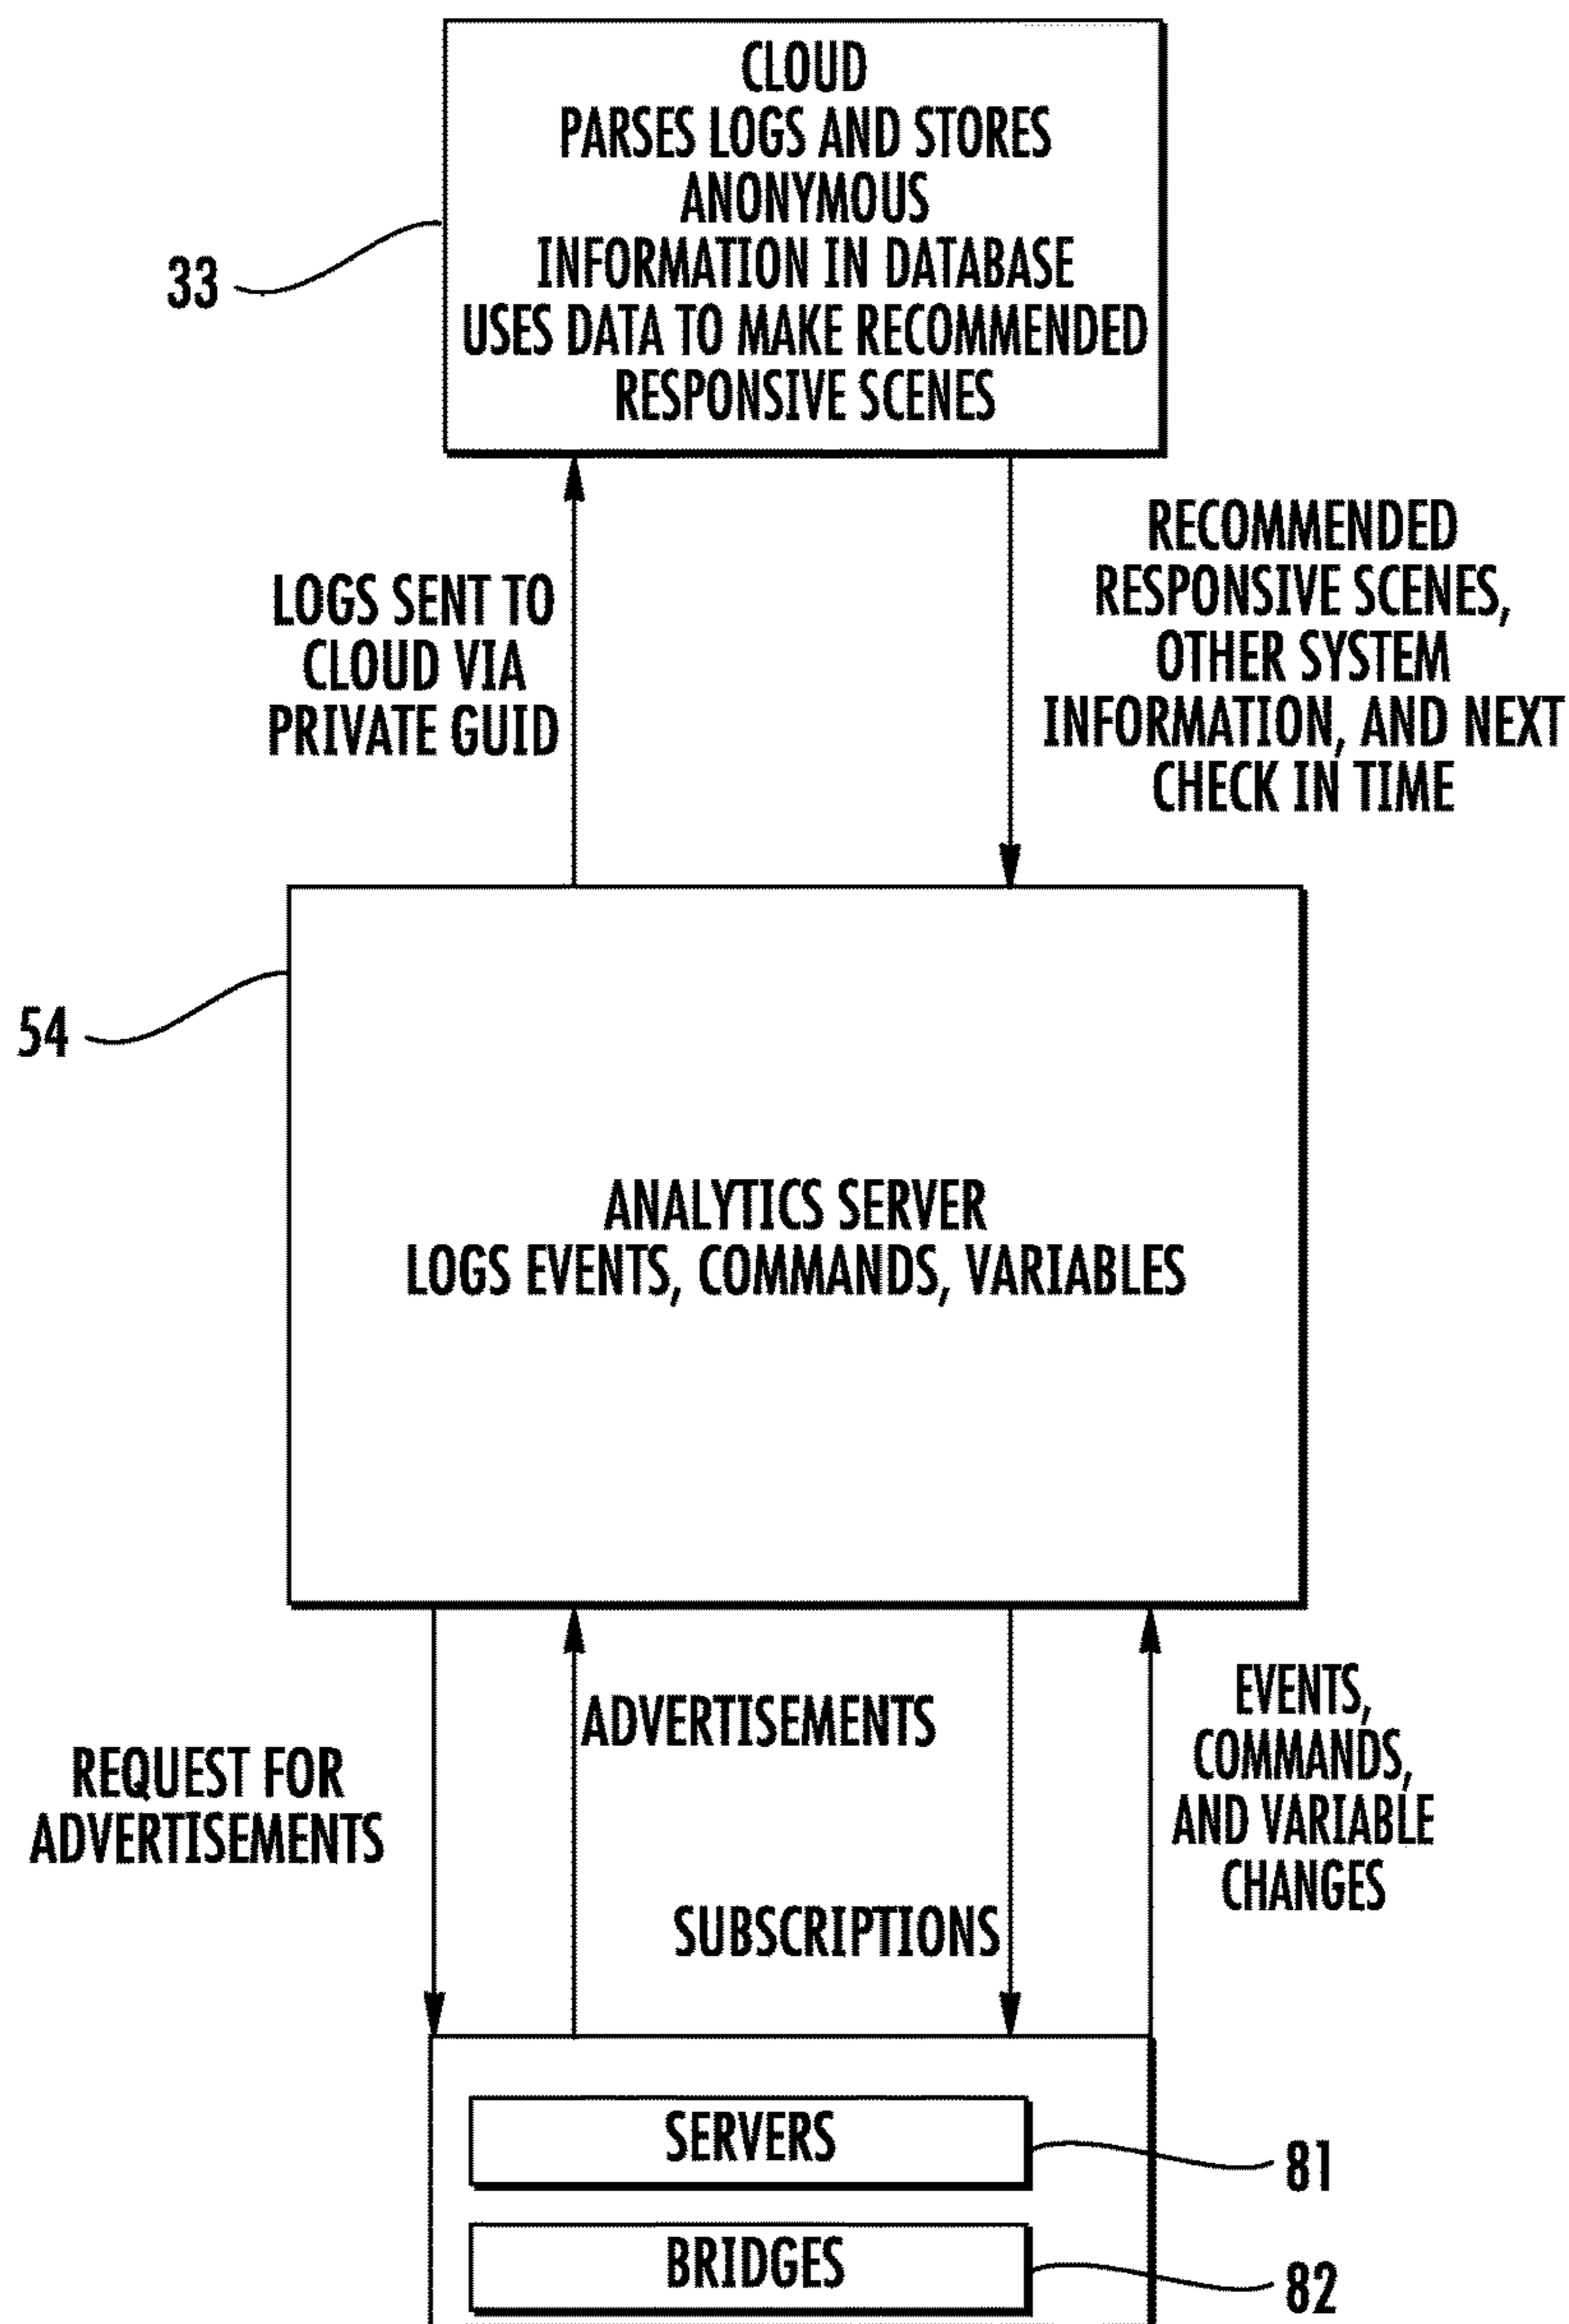 CLOUD
PARSES LOGS AND STORES
ANONYMOUS
INFORMATION IN DATABASE
USES DATA TO MAKE RECOMMENDED
RESPONSIVE SCENES
33
LOGS SENT TO
CLOUD VIA
PRIVATE GUID
RECOMMENDED
RESPONSIVE SCENES,
OTHER SYSTEM
INFORMATION, AND NEXT
CHECK IN TIME
54
ANALYTICS SERVER
LOGS EVENTS, COMMANDS, VARIABLES
REQUEST FOR
ADVERTISEMENTS
ADVERTISEMENTS
SUBSCRIPTIONS
EVENTS,
COMMANDS,
AND VARIABLE
CHANGES
SERVERS
81
BRIDGES
82